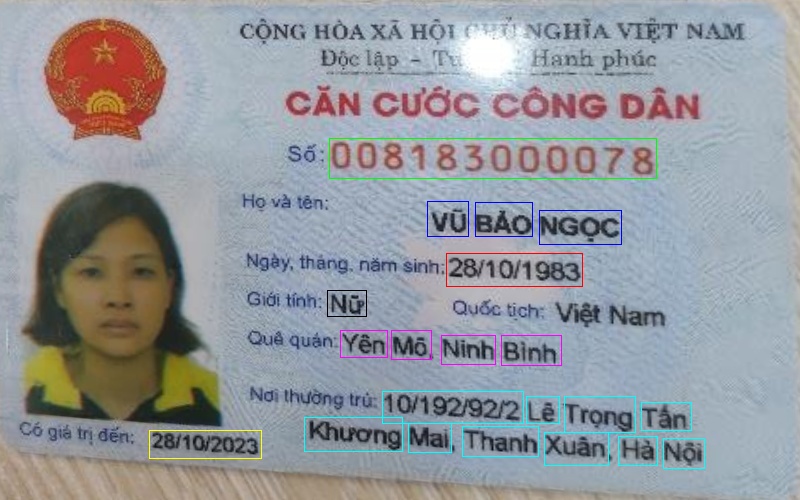 CỘNG HÒA XÃ HỘI CHỦ NGHĨA VIỆT NAM
Độc lập - Tự Hạnh phúc
CĂN CƯỚC CÔNG DÂN
Số: 008183000078
Họ và tên:
VŨ BẢO NGỌC
Ngày, tháng, năm sinh: 28/10/1983
Giới tính: Nữ Quốc tịch: Việt Nam
Quê quán: Yên Mô, Ninh Bình
Nơi thường trú: 10/192/92/2 Lê Trọng Tấn
Khương Mai, Thanh Xuân, Hà Nội
Có giá trị đến: 28/10/2023